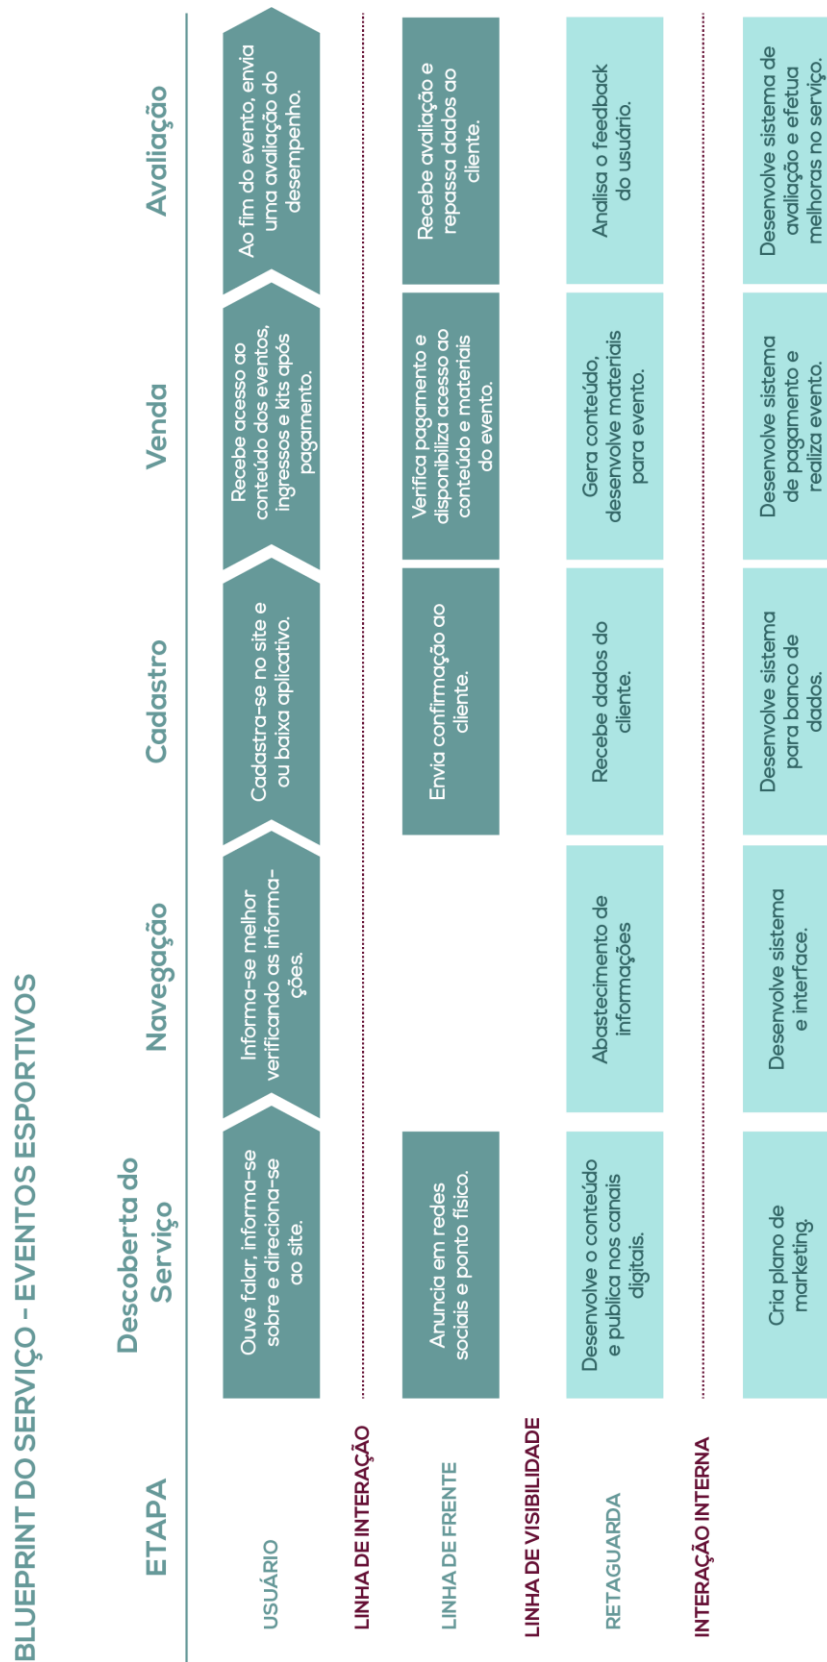 BLUEPRINT DO SERVIÇO - EVENTOS ESPORTIVOS
ETAPA
Descoberta do
Serviço
Navegação
Cadastro
Venda
Avaliação
USUÁRIO
Ouve falar, informa-se
sobre e direciona-se
ao site.
Informa-se melhor
verificando as informa-
ções.
Cadastra-se no site e
ou baixa aplicativo.
Recebe acesso ao
conteúdo dos eventos,
ingressos e kits após
pagamento.
Ao fim do evento, envia
uma avaliação do
desempenho.
LINHA DE INTERAÇÃO
LINHA DE FRENTE
Anuncia em redes
sociais e ponto físico.
Envia confirmação ao
cliente.
Verifica pagamento e
disponibiliza acesso ao
conteúdo e materiais
do evento.
Recebe avaliação e
repassa dados ao
cliente.
LINHA DE VISIBILIDADE
RETAGUARDA
Desenvolve o conteúdo
e publica nos canais
digitais.
Abastecimento de
informações
Recebe dados do
cliente.
Gera conteúdo,
desenvolve materiais
para evento.
Analisa o feedback
do usuário.
INTERAÇÃO INTERNA
Cria plano de
marketing.
Desenvolve sistema
e interface.
Desenvolve sistema
para banco de
dados.
Desenvolve sistema
de pagamento e
realiza evento.
Desenvolve sistema de
avaliação e efetua
melhoras no serviço.